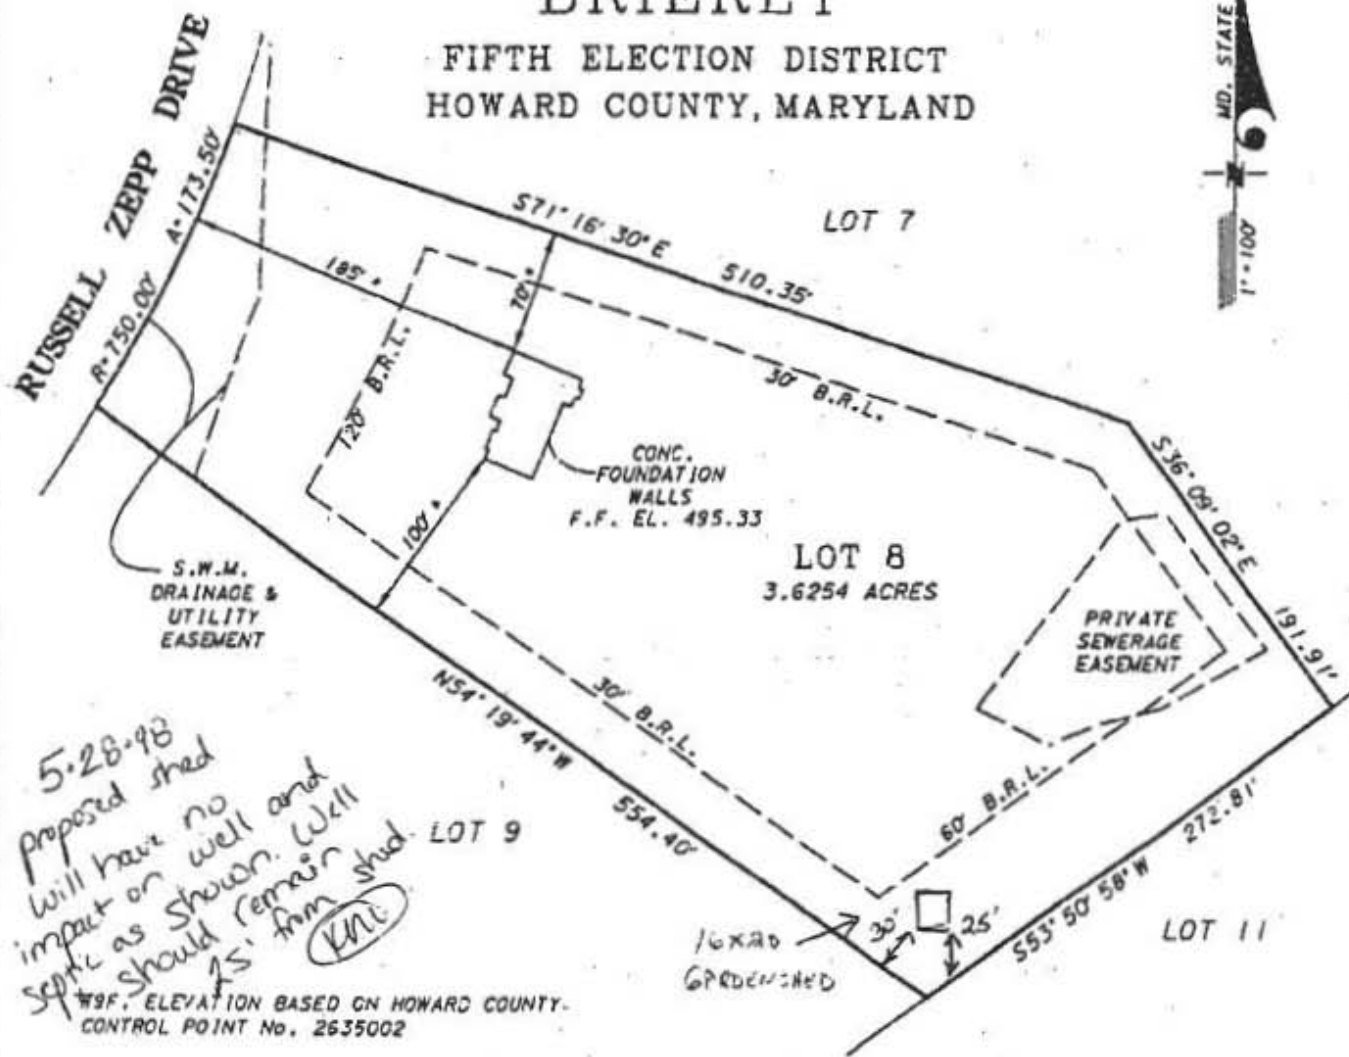 BRIERLY
FIFTH ELECTION DISTRICT
HOWARD COUNTY, MARYLAND
MD. STATE
N
1"=100'
RUSSELL ZEPP DRIVE
A=173.50'
R=750.00'
S71° 16' 30" E 510.35'
LOT 7
185' ±
70' ±
120' B.R.L.
30' B.R.L.
CONC.
FOUNDATION
WALLS
F.F. EL. 495.33
100' ±
S36° 09' 02" E 191.91'
LOT 8
3.6254 ACRES
S.W.M.
DRAINAGE &
UTILITY
EASEMENT
PRIVATE
SEWERAGE
EASEMENT
N54° 19' 44" W 554.40'
30' B.R.L.
60' B.R.L.
S53° 50' 58" W 272.81'
LOT 9
LOT 11
16x20
GARDENSHED
30'
25'
5-28-98
proposed shed
will have no
impact on well and
septic as shown. Well
should remain
25' from shed.
ELEVATION BASED ON HOWARD COUNTY
CONTROL POINT No. 2635002